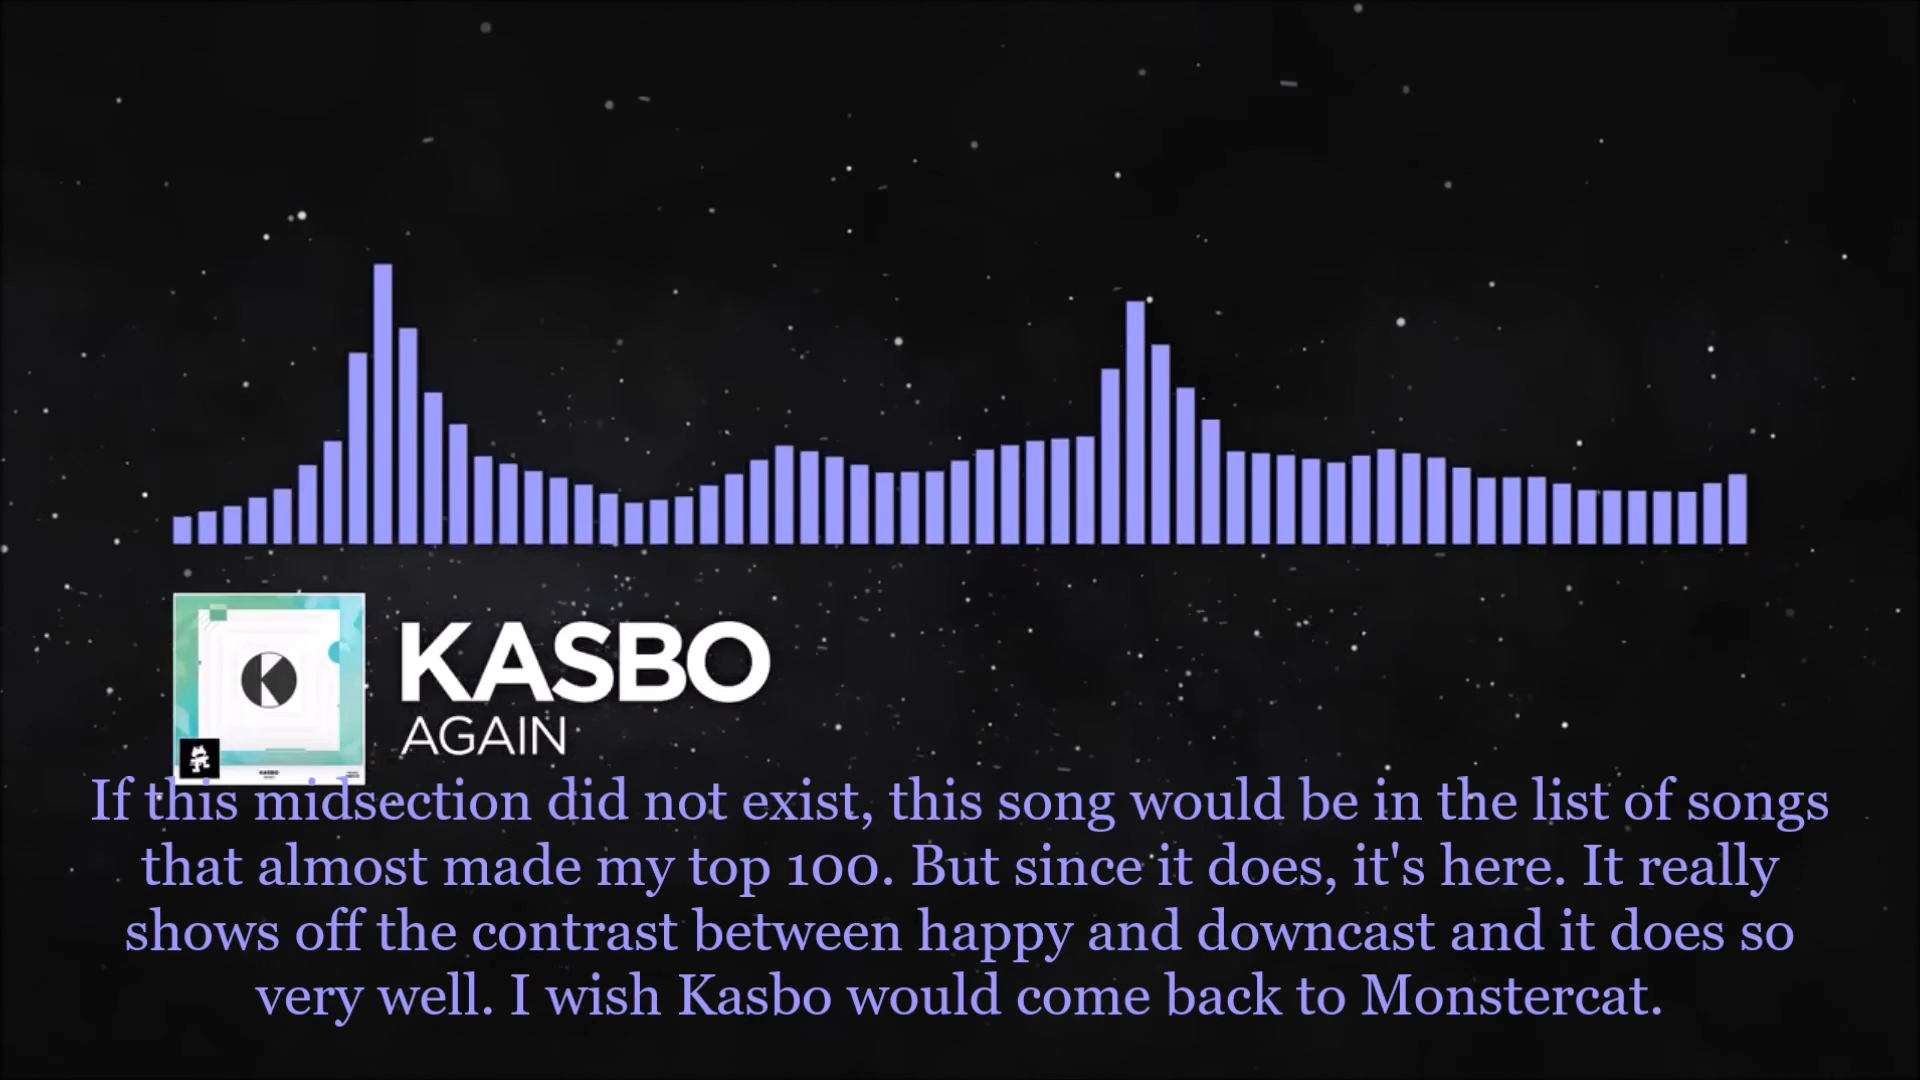 KASBO
AGAIN
If this midsection did not exist, this song would be in the list of songs
that almost made my top 100. But since it does, it's here. It really
shows off the contrast between happy and downcast and it does so
very well. I wish Kasbo would come back to Monstercat.